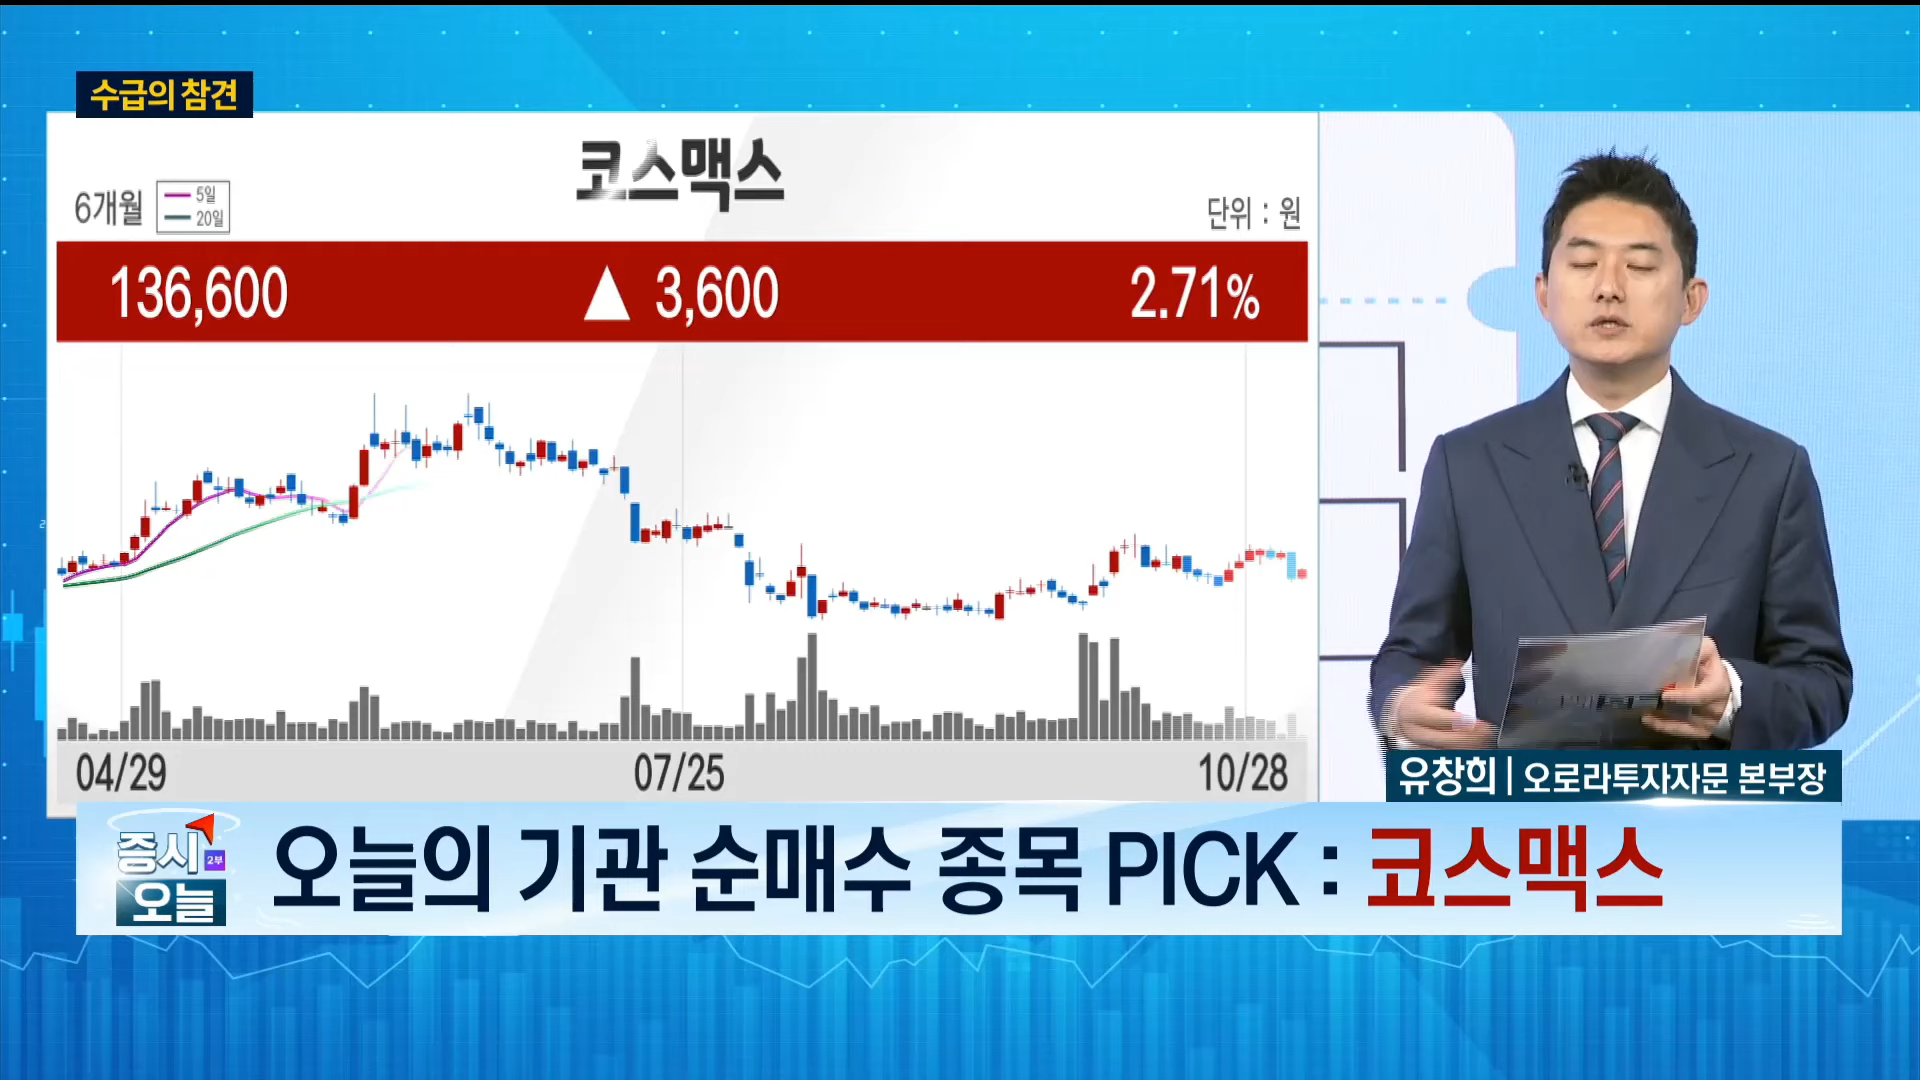 수급의 참견
코스맥스
6개월
5일
20일
단위 : 원
136,600 ▲ 3,600 2.71%
04/29 07/25 10/28
유창희 | 오로라투자자문 본부장
증시 2부
오늘
오늘의 기관 순매수 종목 PICK : 코스맥스